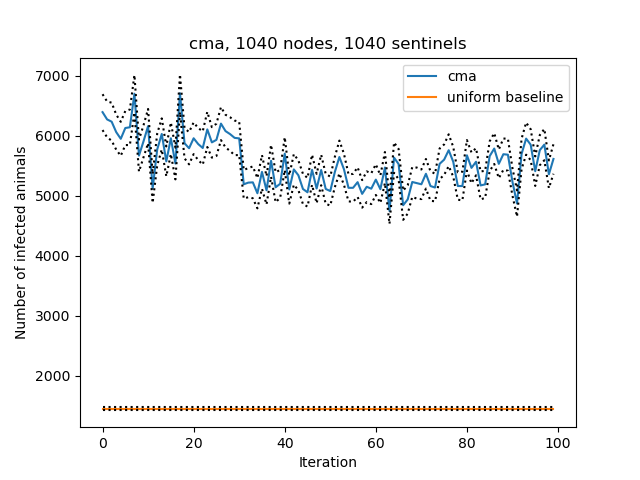 cma, 1040 nodes, 1040 sentinels
cma
uniform baseline
7000
6000
5000
4000
3000
2000
Number of infected animals
0 20 40 60 80 100
Iteration